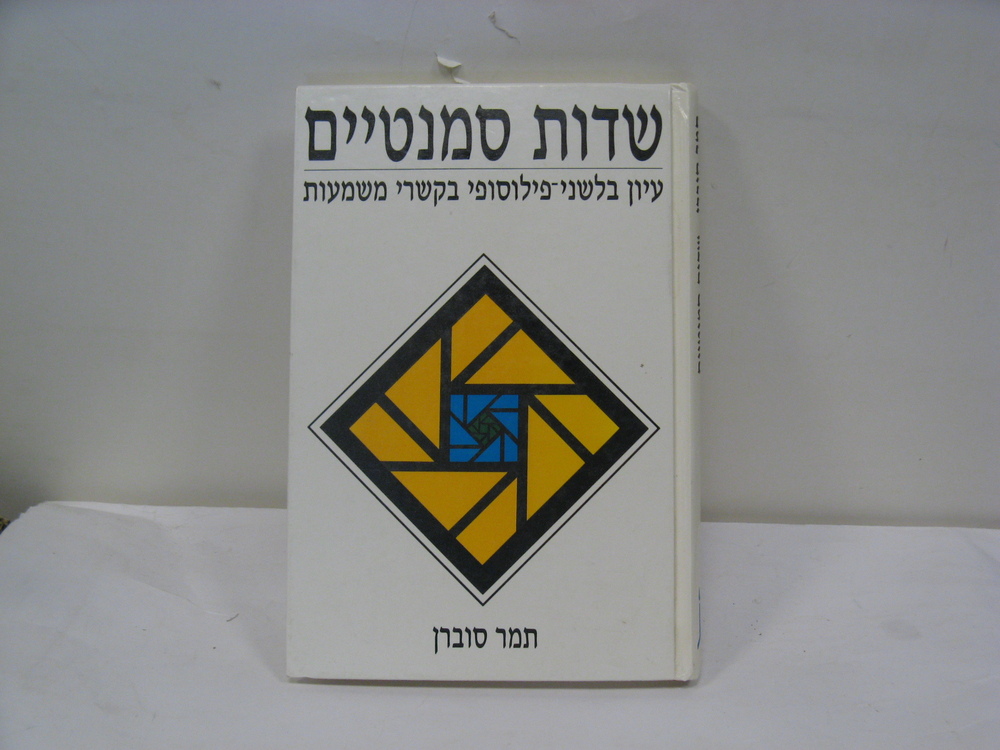 שדות סמנטיים
עיון בלשני-פילוסופי בקשרי משמעות
תמר סוברן